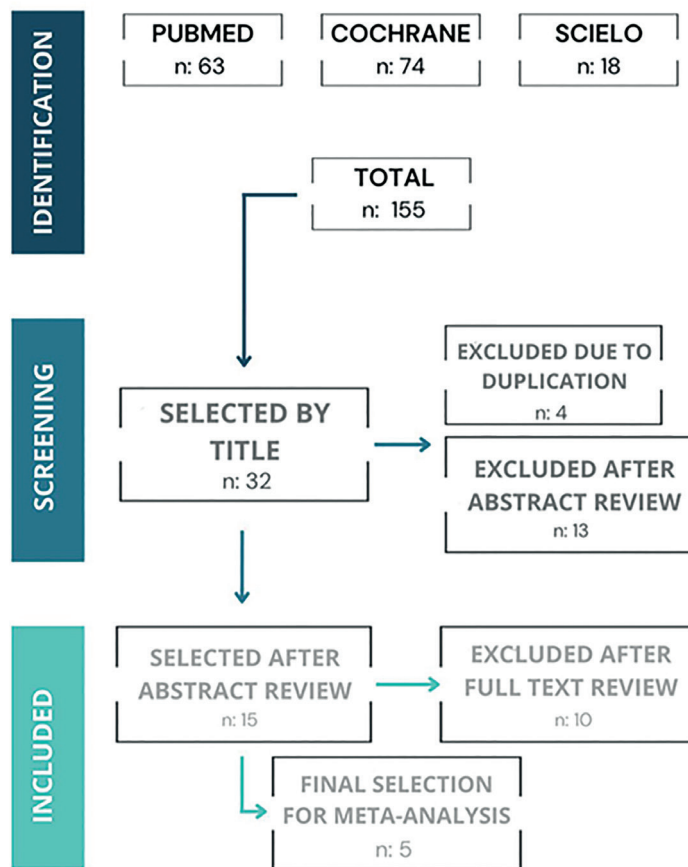 IDENTIFICATION
PUBMED
n: 63
COCHRANE
n: 74
SCIELO
n: 18
TOTAL
n: 155
SCREENING
SELECTED BY
TITLE
n: 32
EXCLUDED DUE TO
DUPLICATION
n: 4
EXCLUDED AFTER
ABSTRACT REVIEW
n: 13
INCLUDED
SELECTED AFTER
ABSTRACT REVIEW
n: 15
EXCLUDED AFTER
FULL TEXT REVIEW
n: 10
FINAL SELECTION
FOR META-ANALYSIS
n: 5